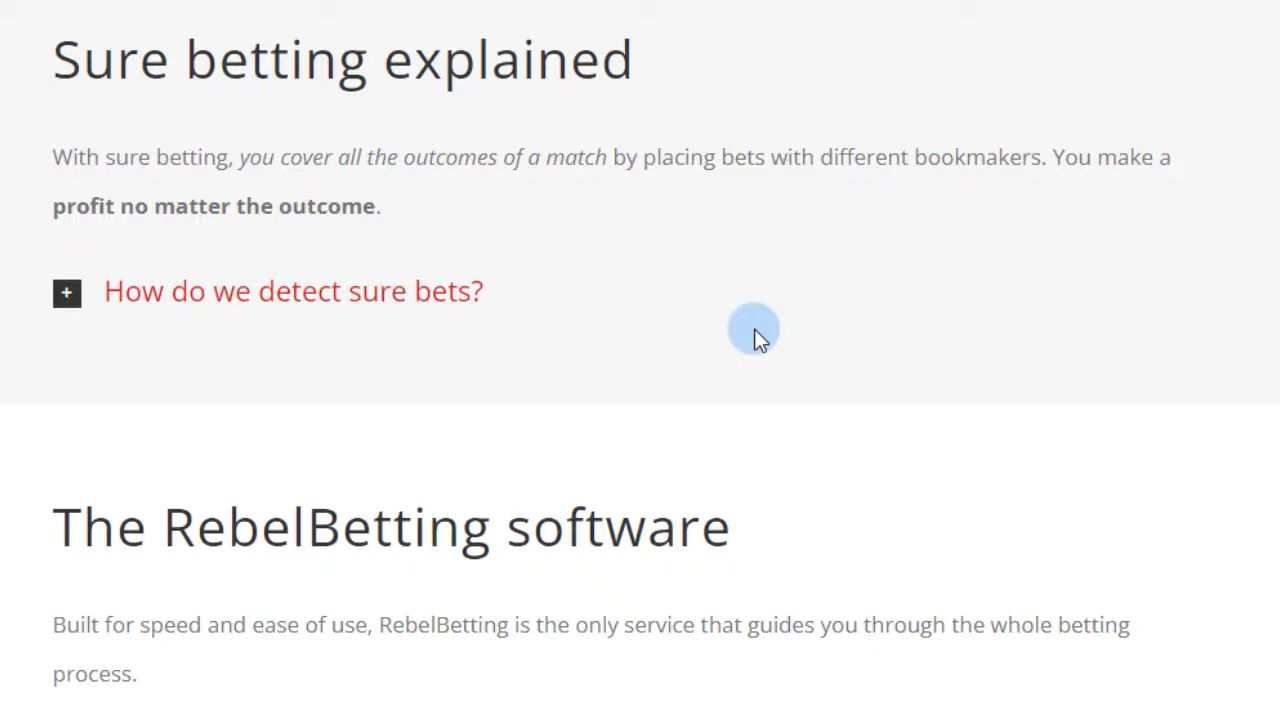 Sure betting explained
With sure betting, you cover all the outcomes of a match by placing bets with different bookmakers. You make a
profit no matter the outcome.
+ How do we detect sure bets?
The RebelBetting software
Built for speed and ease of use, RebelBetting is the only service that guides you through the whole betting
process.